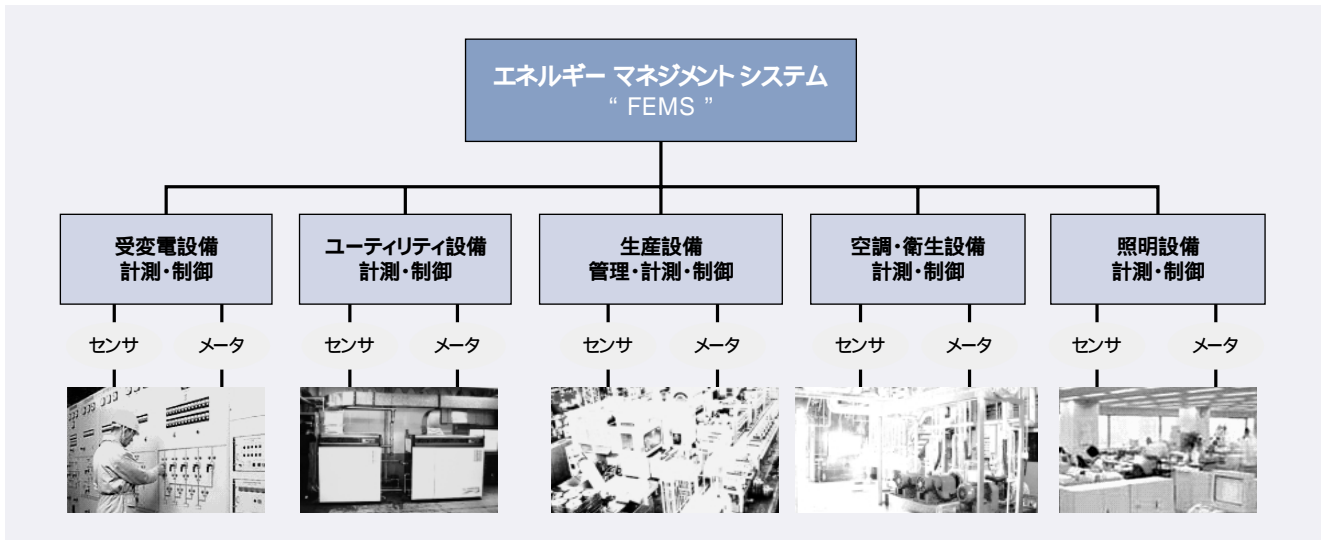 エネルギー マネジメント システム
“ FEMS ”
受変電設備
計測・制御
ユーティリティ設備
計測・制御
生産設備
管理・計測・制御
空調・衛生設備
計測・制御
照明設備
計測・制御
センサ メータ
センサ メータ
センサ メータ
センサ メータ
センサ メータ